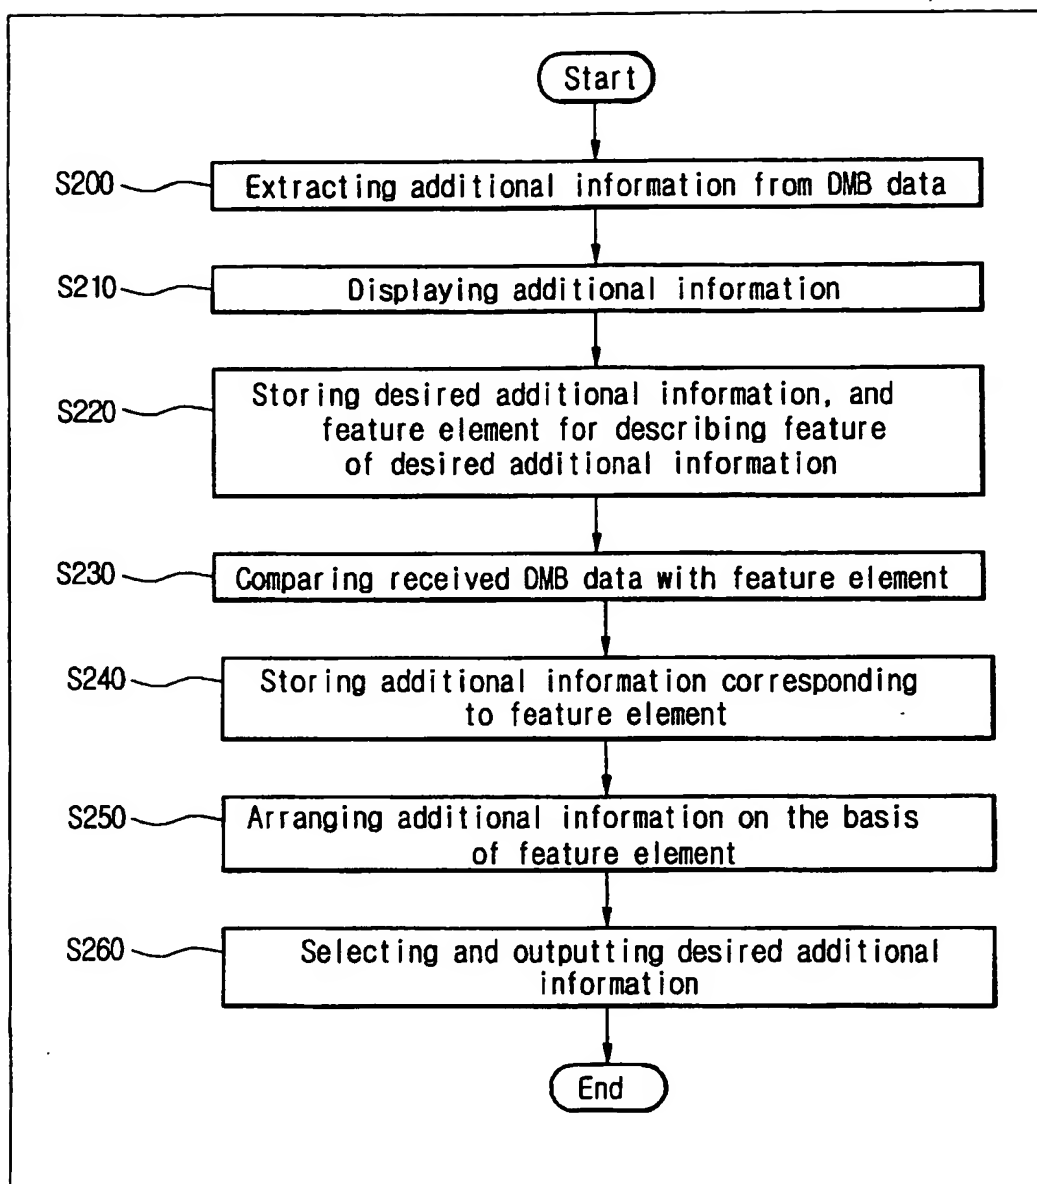 Start
S200
Extracting additional information from DMB data
S210
Displaying additional information
S220
Storing desired additional information, and
feature element for describing feature
of desired additional information
S230
Comparing received DMB data with feature element
S240
Storing additional information corresponding
to feature element
S250
Arranging additional information on the basis
of feature element
S260
Selecting and outputting desired additional
information
End